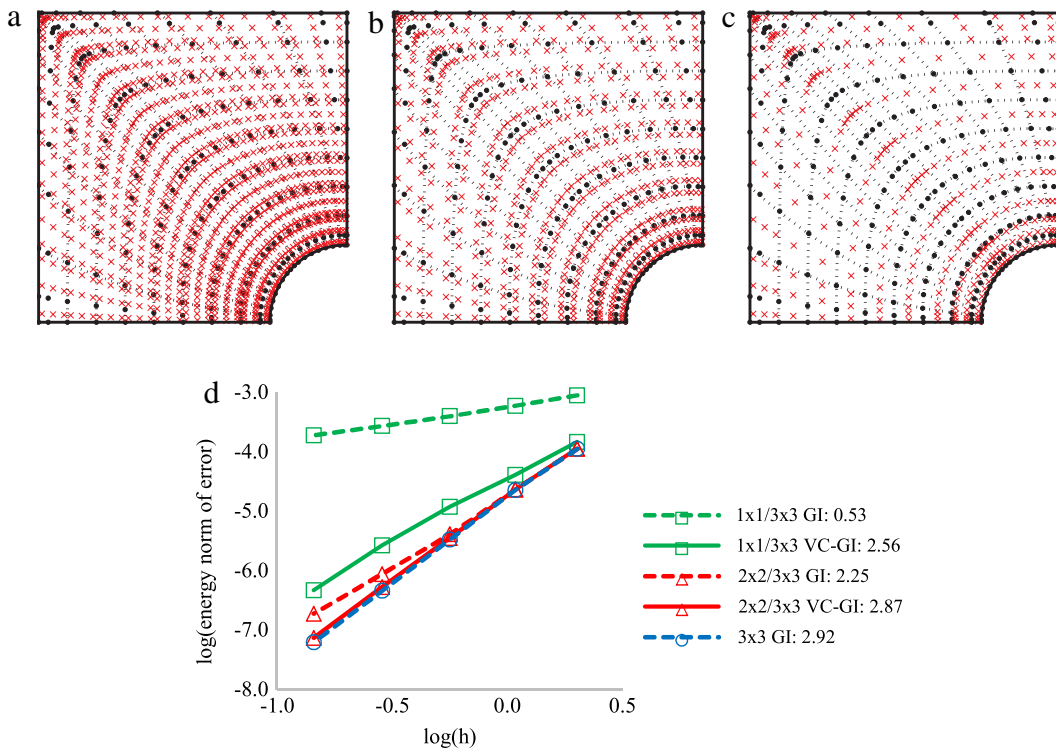 a
b
c
d
-3.0
-4.0
-5.0
-6.0
-7.0
-8.0
log(energy norm of error)
-1.0
-0.5
0.0
0.5
log(h)
1x1/3x3 GI: 0.53
1x1/3x3 VC-GI: 2.56
2x2/3x3 GI: 2.25
2x2/3x3 VC-GI: 2.87
3x3 GI: 2.92